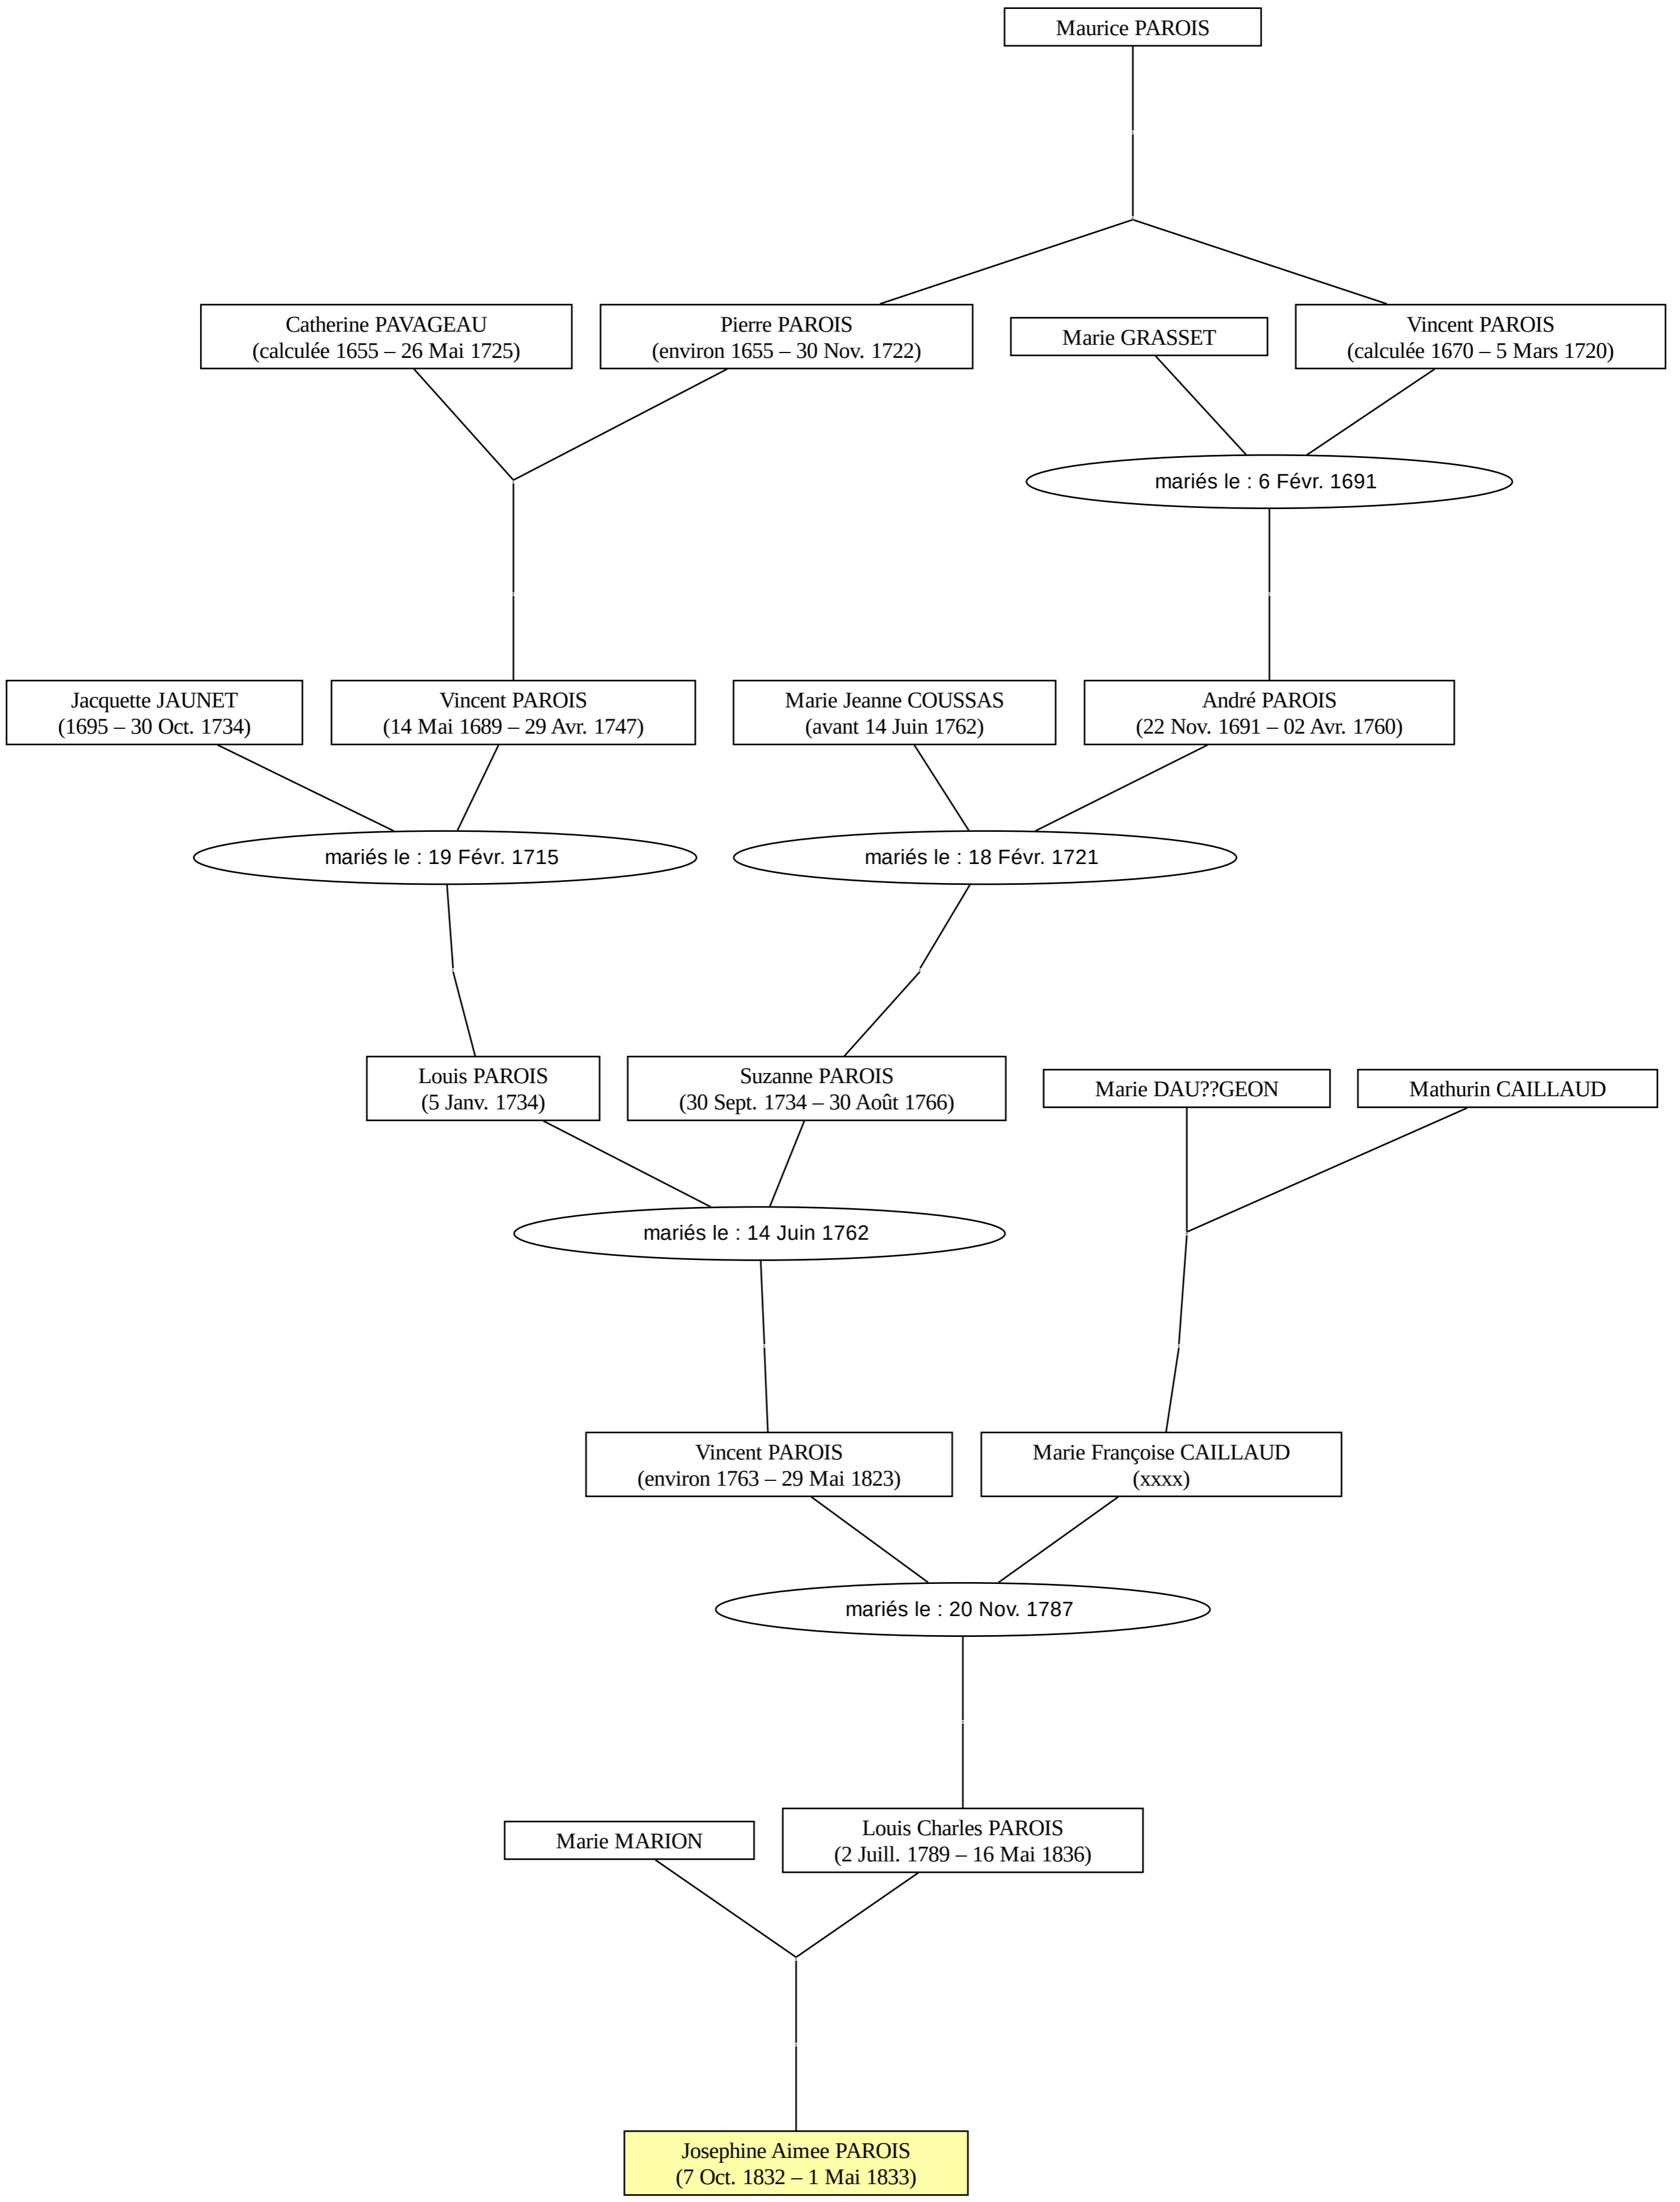 Maurice PAROIS
Catherine PAVAGEAU
(calculée 1655 – 26 Mai 1725)
Pierre PAROIS
(environ 1655 – 30 Nov. 1722)
Marie GRASSET
Vincent PAROIS
(calculée 1670 – 5 Mars 1720)
mariés le : 6 Févr. 1691
Jacquette JAUNET
(1695 – 30 Oct. 1734)
Vincent PAROIS
(14 Mai 1689 – 29 Avr. 1747)
Marie Jeanne COUSSAS
(avant 14 Juin 1762)
André PAROIS
(22 Nov. 1691 – 02 Avr. 1760)
mariés le : 19 Févr. 1715
mariés le : 18 Févr. 1721
Louis PAROIS
(5 Janv. 1734)
Suzanne PAROIS
(30 Sept. 1734 – 30 Août 1766)
Marie DAU??GEON
Mathurin CAILLAUD
mariés le : 14 Juin 1762
Vincent PAROIS
(environ 1763 – 29 Mai 1823)
Marie Françoise CAILLAUD
(xxxx)
mariés le : 20 Nov. 1787
Marie MARION
Louis Charles PAROIS
(2 Juill. 1789 – 16 Mai 1836)
Josephine Aimee PAROIS
(7 Oct. 1832 – 1 Mai 1833)